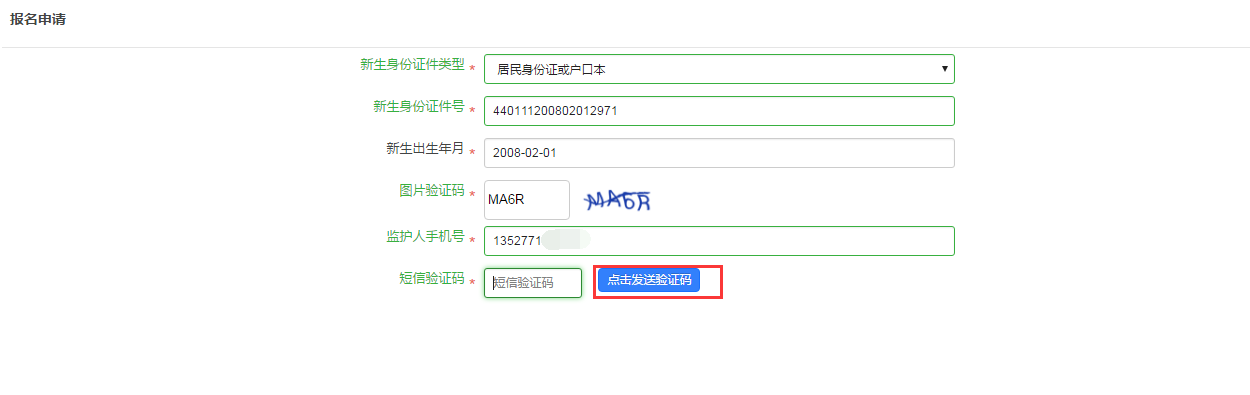 报名申请
新生身份证件类型 * 居民身份证或户口本
新生身份证件号 * 440111200802012971
新生出生年月 * 2008-02-01
图片验证码 * MA6R MA6R
监护人手机号 * 1352771
短信验证码 * 短信验证码 点击发送验证码